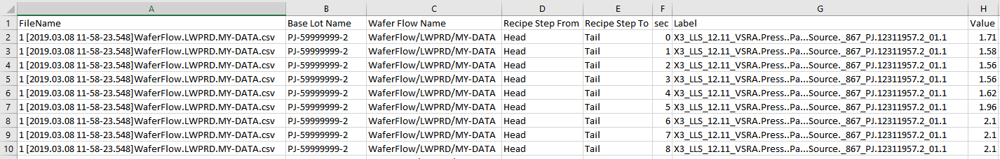 A B C D E F G H
1 FileName Base Lot Name Wafer Flow Name Recipe Step From Recipe Step To sec Label Value
2 1 [2019.03.08 11-58-23.548]WaferFlow.LWPRD.MY-DATA.csv PJ-59999999-2 WaferFlow/LWPRD/MY-DATA Head Tail 0 X3_LLS_12.11_VSRA.Press..Pa...Source._867_PJ.12311957.2_01.1 1.71
3 1 [2019.03.08 11-58-23.548]WaferFlow.LWPRD.MY-DATA.csv PJ-59999999-2 WaferFlow/LWPRD/MY-DATA Head Tail 1 X3_LLS_12.11_VSRA.Press..Pa...Source._867_PJ.12311957.2_01.1 1.58
4 1 [2019.03.08 11-58-23.548]WaferFlow.LWPRD.MY-DATA.csv PJ-59999999-2 WaferFlow/LWPRD/MY-DATA Head Tail 2 X3_LLS_12.11_VSRA.Press..Pa...Source._867_PJ.12311957.2_01.1 1.56
5 1 [2019.03.08 11-58-23.548]WaferFlow.LWPRD.MY-DATA.csv PJ-59999999-2 WaferFlow/LWPRD/MY-DATA Head Tail 3 X3_LLS_12.11_VSRA.Press..Pa...Source._867_PJ.12311957.2_01.1 1.56
6 1 [2019.03.08 11-58-23.548]WaferFlow.LWPRD.MY-DATA.csv PJ-59999999-2 WaferFlow/LWPRD/MY-DATA Head Tail 4 X3_LLS_12.11_VSRA.Press..Pa...Source._867_PJ.12311957.2_01.1 1.62
7 1 [2019.03.08 11-58-23.548]WaferFlow.LWPRD.MY-DATA.csv PJ-59999999-2 WaferFlow/LWPRD/MY-DATA Head Tail 5 X3_LLS_12.11_VSRA.Press..Pa...Source._867_PJ.12311957.2_01.1 1.96
8 1 [2019.03.08 11-58-23.548]WaferFlow.LWPRD.MY-DATA.csv PJ-59999999-2 WaferFlow/LWPRD/MY-DATA Head Tail 6 X3_LLS_12.11_VSRA.Press..Pa...Source._867_PJ.12311957.2_01.1 2.1
9 1 [2019.03.08 11-58-23.548]WaferFlow.LWPRD.MY-DATA.csv PJ-59999999-2 WaferFlow/LWPRD/MY-DATA Head Tail 7 X3_LLS_12.11_VSRA.Press..Pa...Source._867_PJ.12311957.2_01.1 2.1
10 1 [2019.03.08 11-58-23.548]WaferFlow.LWPRD.MY-DATA.csv PJ-59999999-2 WaferFlow/LWPRD/MY-DATA Head Tail 8 X3_LLS_12.11_VSRA.Press..Pa...Source._867_PJ.12311957.2_01.1 2.1